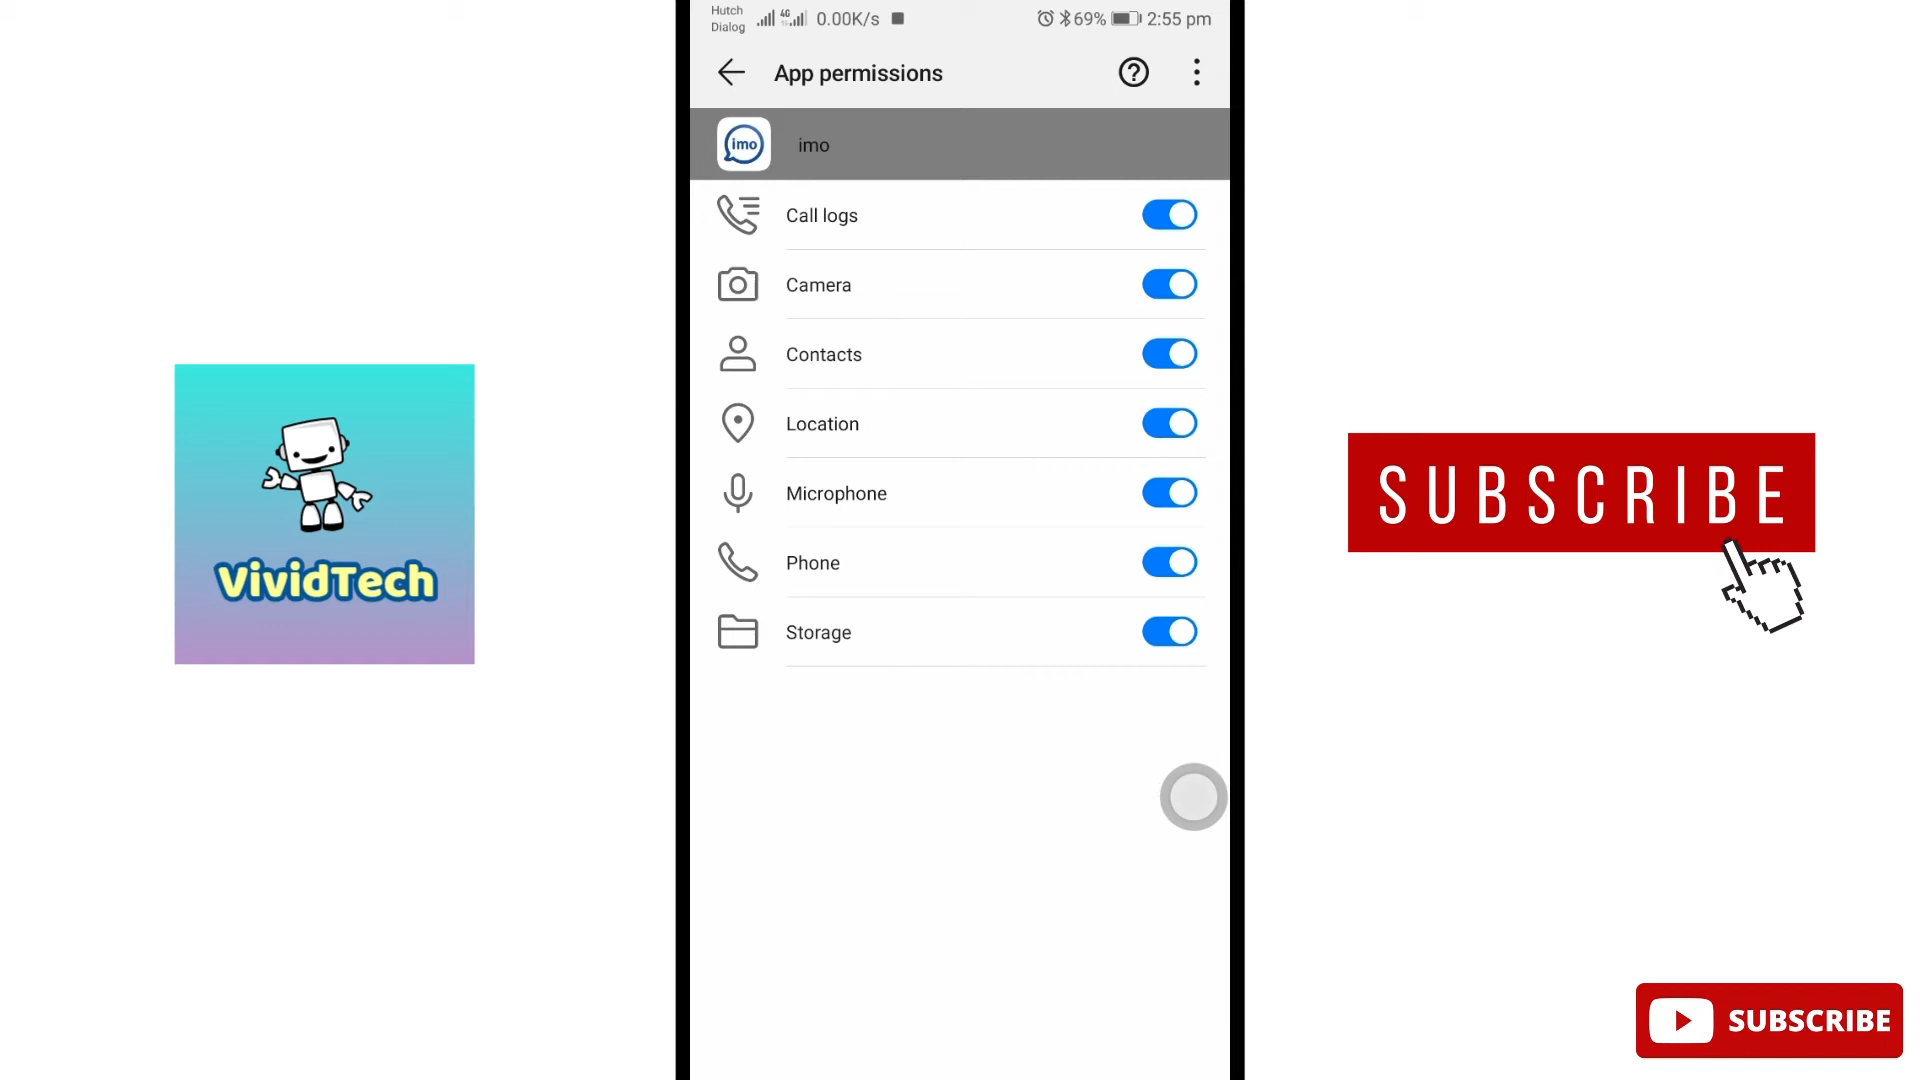 Hutch
Dialog
4G
0.00K/s
69%
2:55 pm
App permissions
imo
imo
Call logs
Camera
Contacts
Location
Microphone
Phone
Storage
VividTech
SUBSCRIBE
SUBSCRIBE